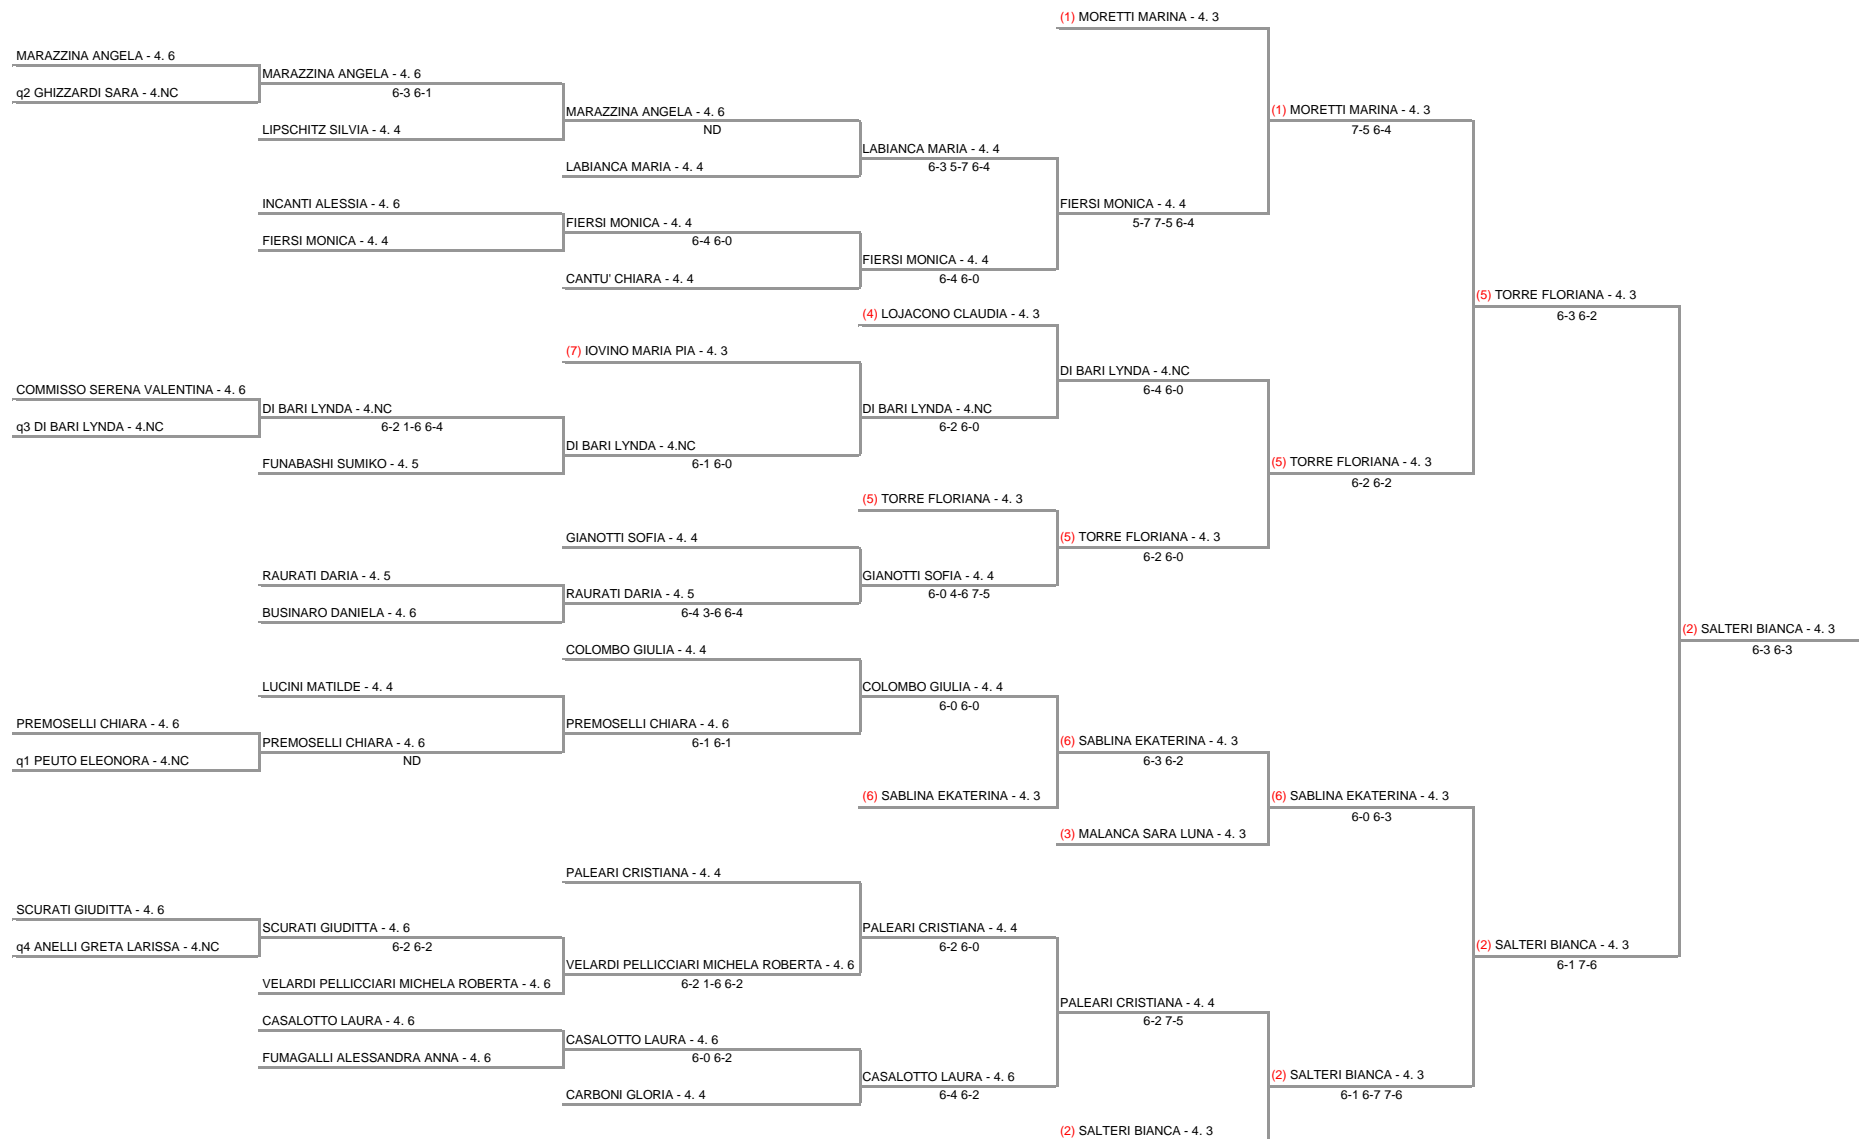 (1) MORETTI MARINA - 4. 3
MARAZZINA ANGELA - 4. 6
MARAZZINA ANGELA - 4. 6
q2 GHIZZARDI SARA - 4.NC
6-3 6-1
MARAZZINA ANGELA - 4. 6
(1) MORETTI MARINA - 4. 3
LIPSCHITZ SILVIA - 4. 4
ND
7-5 6-4
LABIANCA MARIA - 4. 4
LABIANCA MARIA - 4. 4
6-3 5-7 6-4
INCANTI ALESSIA - 4. 6
FIERSI MONICA - 4. 4
FIERSI MONICA - 4. 4
5-7 7-5 6-4
FIERSI MONICA - 4. 4
6-4 6-0
FIERSI MONICA - 4. 4
CANTU' CHIARA - 4. 4
6-4 6-0
(5) TORRE FLORIANA - 4. 3
(4) LOJACONO CLAUDIA - 4. 3
6-3 6-2
(7) IOVINO MARIA PIA - 4. 3
DI BARI LYNDA - 4.NC
COMMISSO SERENA VALENTINA - 4. 6
6-4 6-0
DI BARI LYNDA - 4.NC
DI BARI LYNDA - 4.NC
q3 DI BARI LYNDA - 4.NC
6-2 1-6 6-4
6-2 6-0
DI BARI LYNDA - 4.NC
FUNABASHI SUMIKO - 4. 5
6-1 6-0
(5) TORRE FLORIANA - 4. 3
6-2 6-2
(5) TORRE FLORIANA - 4. 3
GIANOTTI SOFIA - 4. 4
(5) TORRE FLORIANA - 4. 3
6-2 6-0
RAURATI DARIA - 4. 5
GIANOTTI SOFIA - 4. 4
RAURATI DARIA - 4. 5
6-0 4-6 7-5
BUSINARO DANIELA - 4. 6
6-4 3-6 6-4
(2) SALTERI BIANCA - 4. 3
COLOMBO GIULIA - 4. 4
6-3 6-3
LUCINI MATILDE - 4. 4
COLOMBO GIULIA - 4. 4
6-0 6-0
PREMOSELLI CHIARA - 4. 6
PREMOSELLI CHIARA - 4. 6
PREMOSELLI CHIARA - 4. 6
6-1 6-1
(6) SABLINA EKATERINA - 4. 3
q1 PEUTO ELEONORA - 4.NC
ND
6-3 6-2
(6) SABLINA EKATERINA - 4. 3
(6) SABLINA EKATERINA - 4. 3
6-0 6-3
(3) MALANCA SARA LUNA - 4. 3
PALEARI CRISTIANA - 4. 4
SCURATI GIUDITTA - 4. 6
SCURATI GIUDITTA - 4. 6
PALEARI CRISTIANA - 4. 4
q4 ANELLI GRETA LARISSA - 4.NC
6-2 6-2
6-2 6-0
(2) SALTERI BIANCA - 4. 3
VELARDI PELLICCIARI MICHELA ROBERTA - 4. 6
6-1 7-6
VELARDI PELLICCIARI MICHELA ROBERTA - 4. 6
6-2 1-6 6-2
PALEARI CRISTIANA - 4. 4
CASALOTTO LAURA - 4. 6
6-2 7-5
CASALOTTO LAURA - 4. 6
FUMAGALLI ALESSANDRA ANNA - 4. 6
6-0 6-2
CASALOTTO LAURA - 4. 6
(2) SALTERI BIANCA - 4. 3
CARBONI GLORIA - 4. 4
6-4 6-2
6-1 6-7 7-6
(2) SALTERI BIANCA - 4. 3